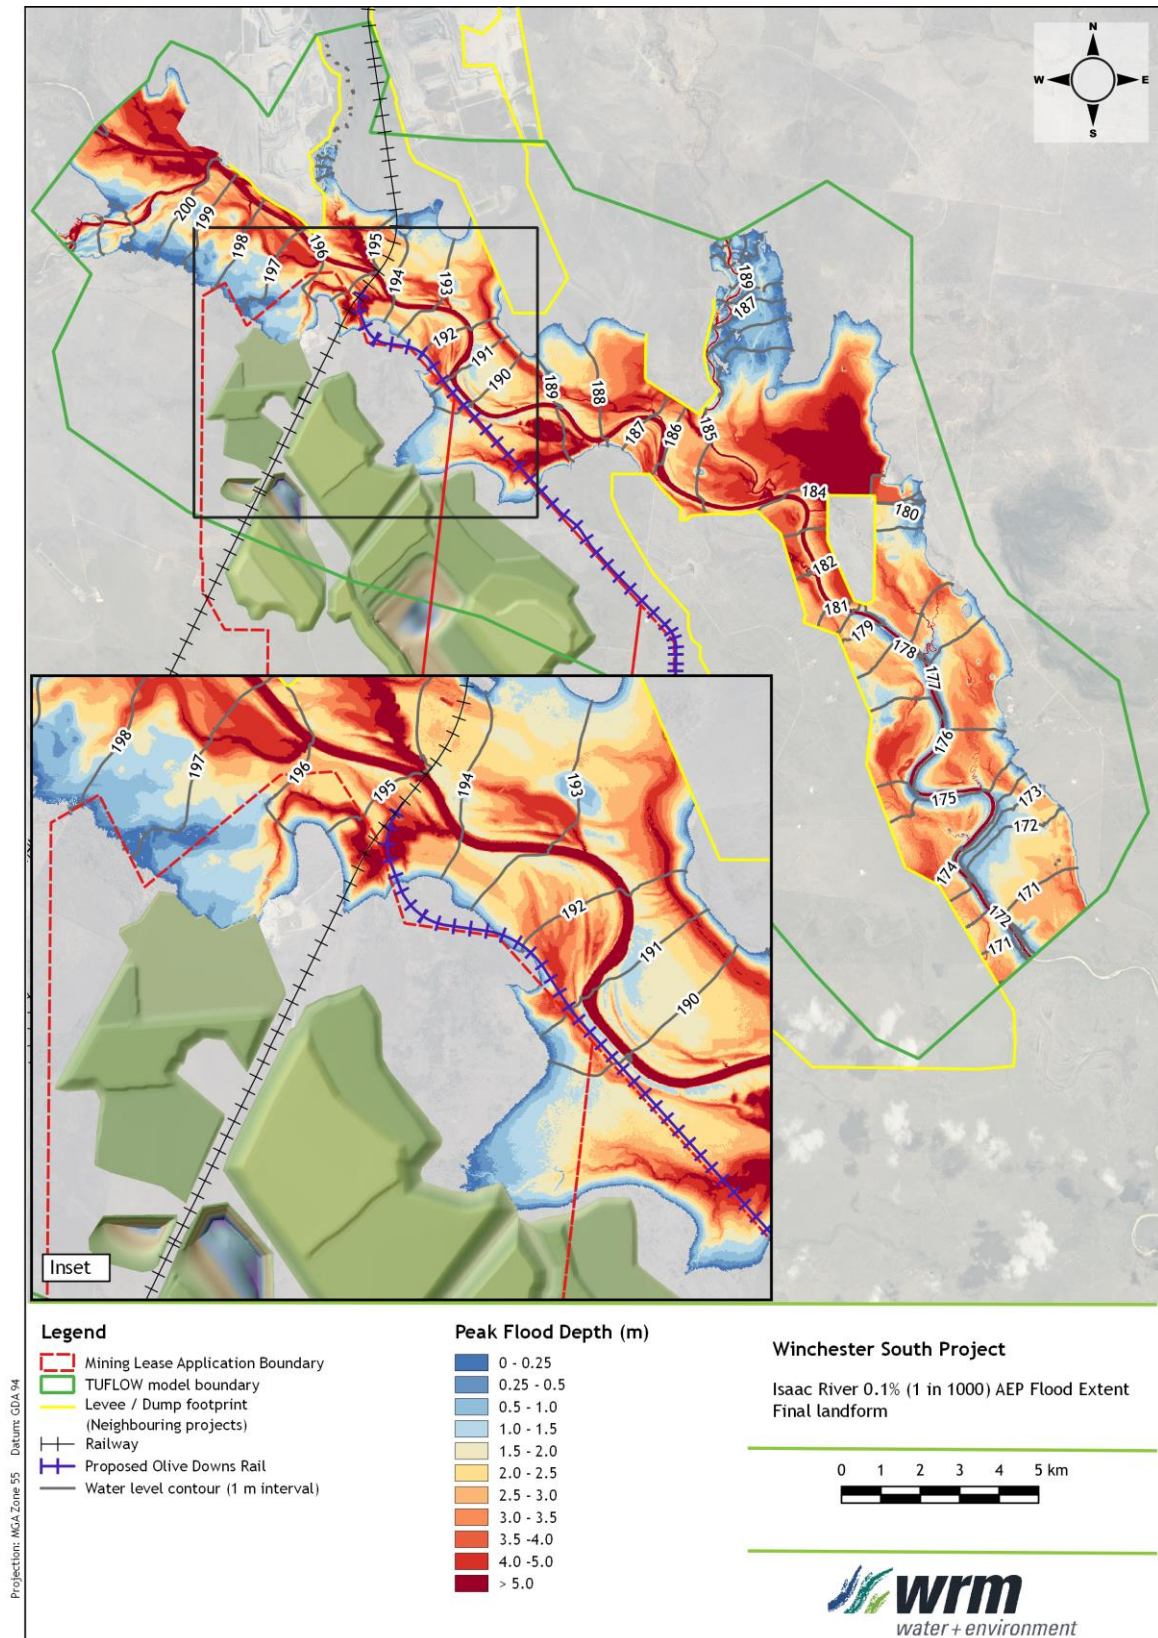 N
W E
S
200
199
198
197
196
195
194
193
192
191
190
189
188
187
186
185
189
187
184
180
182
181
179
178
177
176
175
173
172
174
171
172
171
198
197
196
195
194
193
192
191
190
Inset
Legend
Mining Lease Application Boundary
TUFLOW model boundary
Levee / Dump footprint
(Neighbouring projects)
Railway
Proposed Olive Downs Rail
Water level contour (1 m interval)
Peak Flood Depth (m)
0 - 0.25
0.25 - 0.5
0.5 - 1.0
1.0 - 1.5
1.5 - 2.0
2.0 - 2.5
2.5 - 3.0
3.0 - 3.5
3.5 -4.0
4.0 -5.0
> 5.0
Winchester South Project
Isaac River 0.1% (1 in 1000) AEP Flood Extent
Final landform
0 1 2 3 4 5 km
wrm
water + environment
Projection: MGA Zone 55 Datum: GDA 94